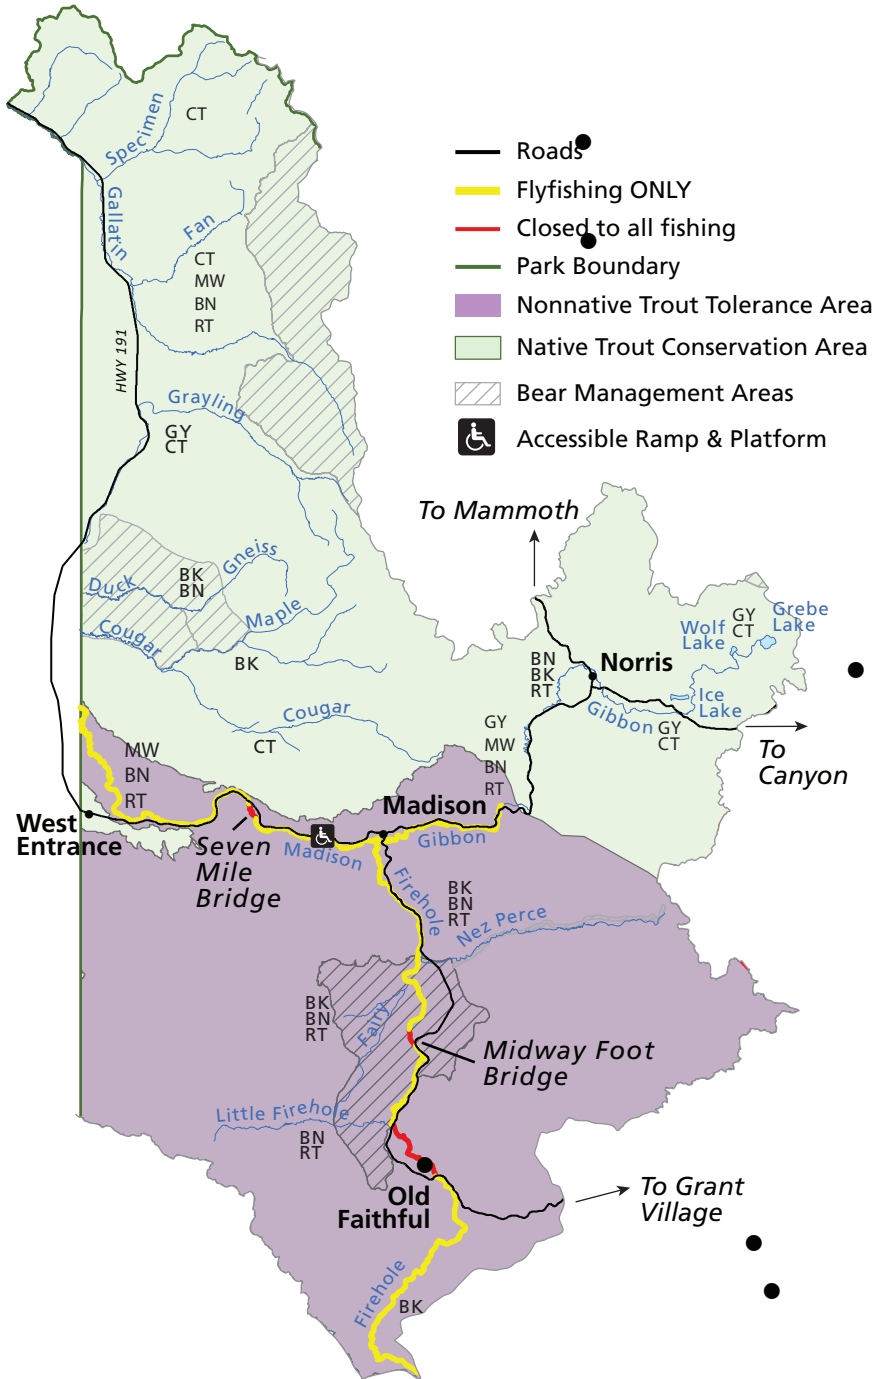 CT
Specimen
Gallatin
Fan
CT
MW
BN
RT
HWY 191
Grayling
GY
CT
Roads
Flyfishing ONLY
Closed to all fishing
Park Boundary
Nonnative Trout Tolerance Area
Native Trout Conservation Area
Bear Management Areas
Accessible Ramp & Platform
To Mammoth
Gneiss
Duck
BK
BN
Maple
Cougar
BK
Cougar
CT
GY
CT
Grebe
Lake
Wolf
Lake
BN
BK
RT
Norris
Ice
Lake
Gibbon
GY
CT
To
Canyon
GY
MW
BN
RT
MW
BN
RT
West
Entrance
Seven
Mile
Bridge
Madison
Madison
Gibbon
Firehole
BK
BN
RT
Nez Perce
BK
BN
RT
Fairy
Midway Foot
Bridge
Little Firehole
BN
RT
Old
Faithful
To Grant
Village
Firehole
BK